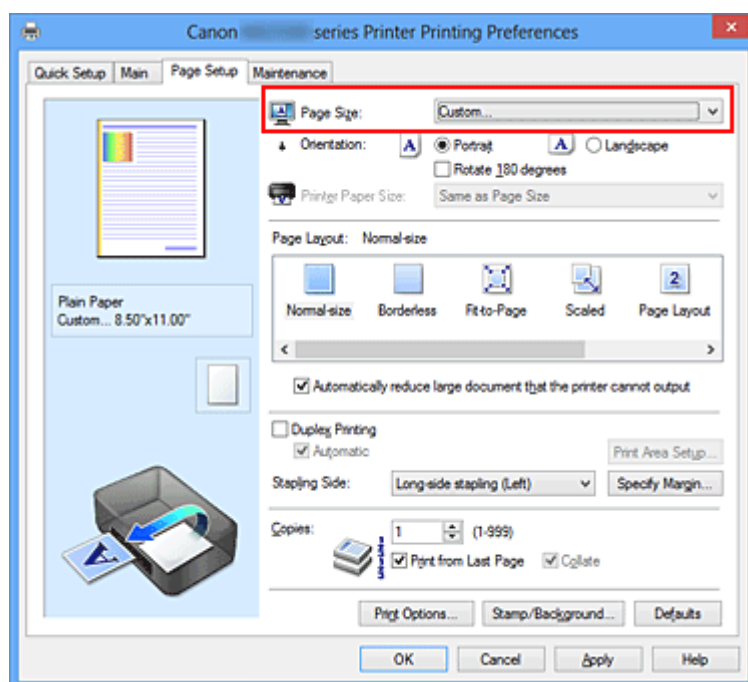 Canon series Printer Printing Preferences
Quick Setup Main Page Setup Maintenance
Page Size: Custom...
Orientation: A Portrait A Landscape
Rotate 180 degrees
Printer Paper Size: Same as Page Size
Page Layout: Normal-size
2
Normal-size Borderless Fit-to-Page Scaled Page Layout
Plain Paper
Custom... 8.50"x11.00"
Automatically reduce large document that the printer cannot output
Duplex Printing
Automatic
Print Area Setup...
Stapling Side: Long-side stapling (Left) Specify Margin...
Copies: 1 (1-999)
Print from Last Page Collate
A
Print Options... Stamp/Background... Defaults
OK Cancel Apply Help